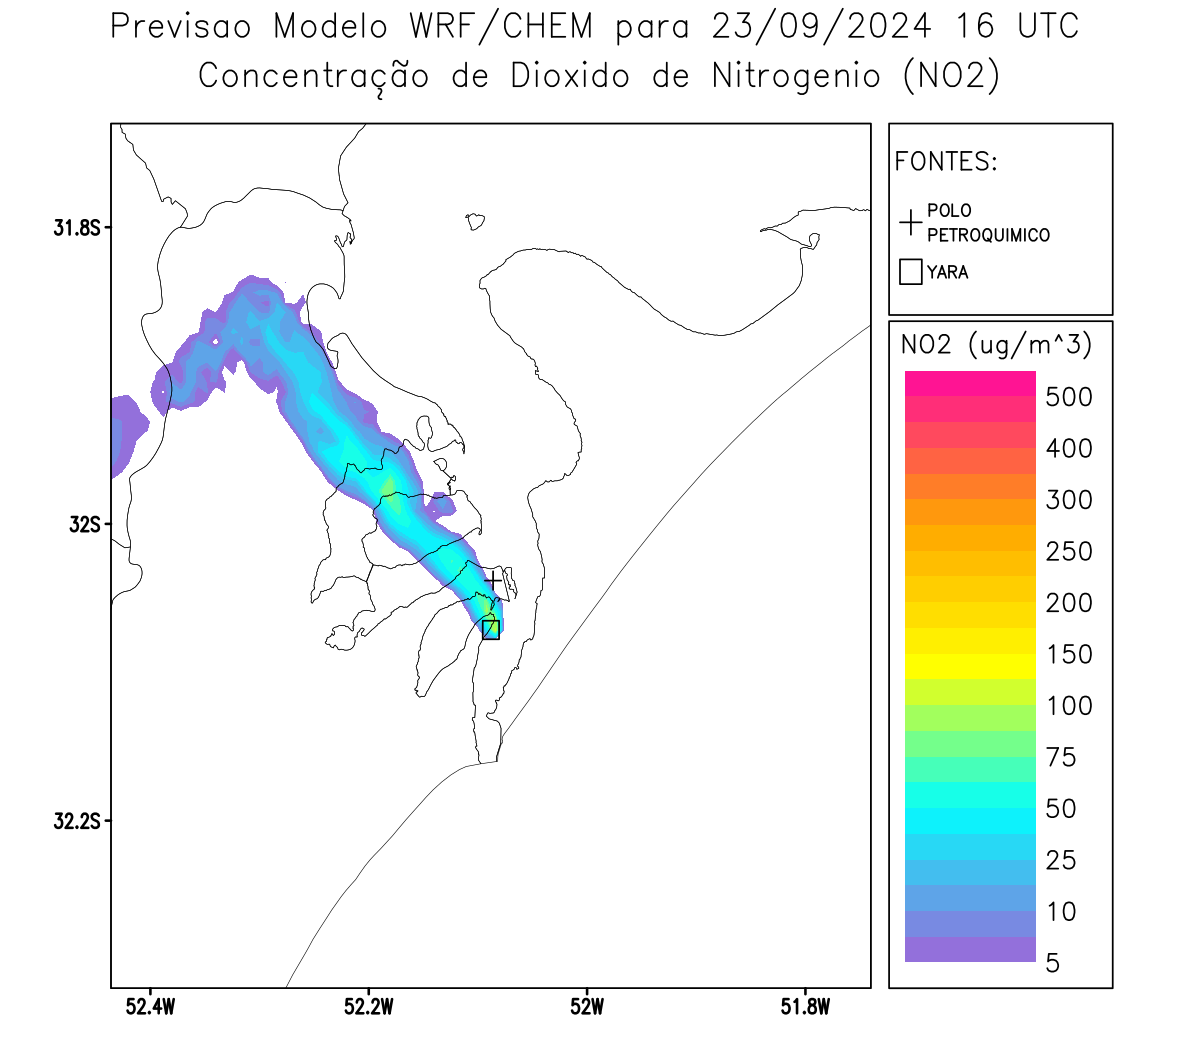 Previsao Modelo WRF/CHEM para 23/09/2024 16 UTC
Concentração de Dioxido de Nitrogenio (NO2)
FONTES:
POLO
PETROQUIMICO
YARA
NO2 (ug/m^3)
500
400
300
250
200
150
100
75
50
25
10
5
31.8S
32S
32.2S
52.4W
52.2W
52W
51.8W